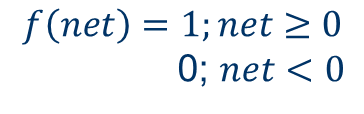 f(net) = 1; net ≥ 0
0; net < 0